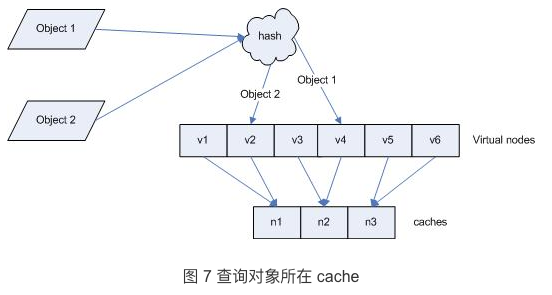 Object 1
hash
Object 1
Object 2
Object 2
v1 v2 v3 v4 v5 v6 Virtual nodes
n1 n2 n3 caches
图 7 查询对象所在 cache